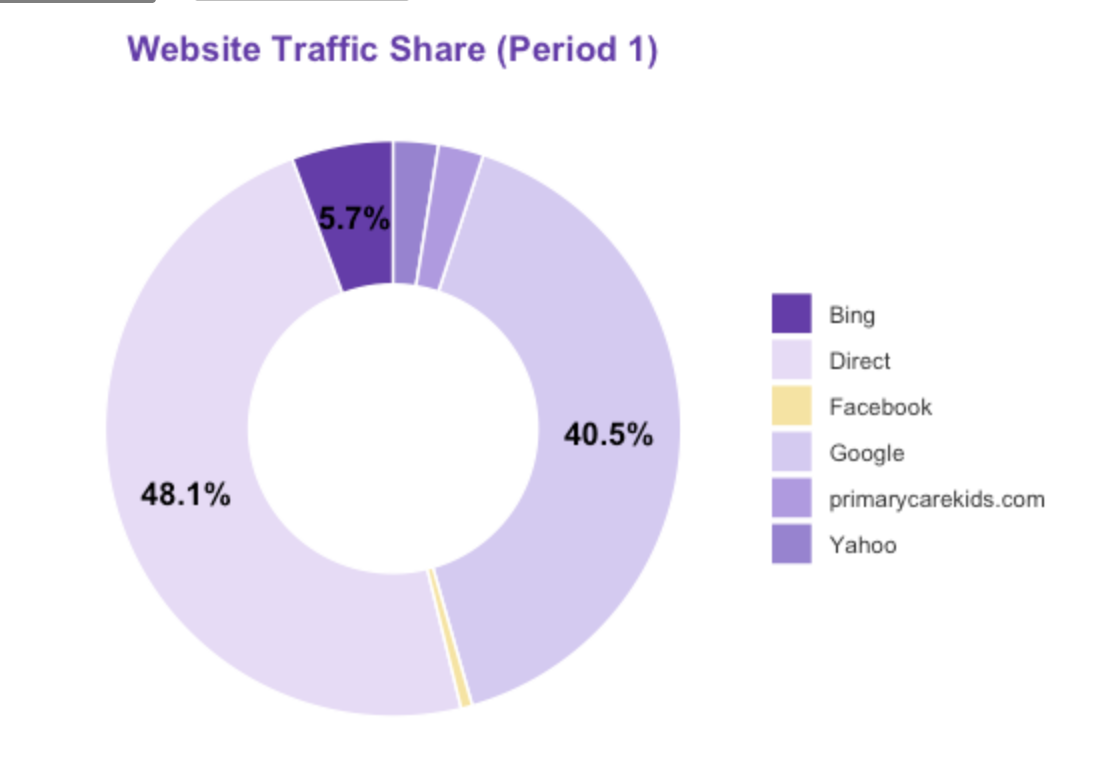 Website Traffic Share (Period 1)
5.7%
40.5%
48.1%
Bing
Direct
Facebook
Google
primarycarekids.com
Yahoo